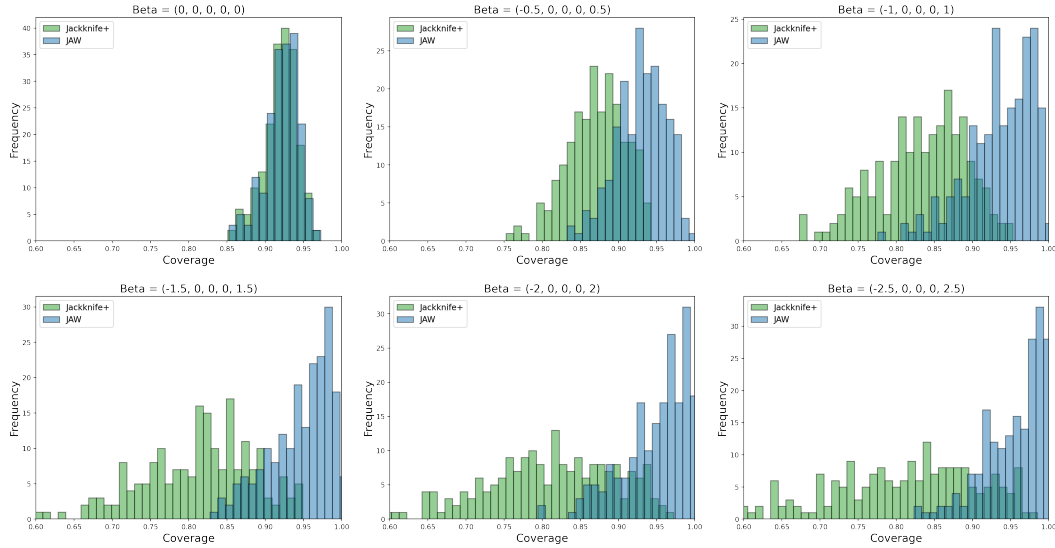 Beta = (0, 0, 0, 0, 0)
Jackknife+
JAW
Frequency
40
35
30
25
20
15
10
5
0
0.60 0.65 0.70 0.75 0.80 0.85 0.90 0.95 1.00
Coverage
Beta = (-0.5, 0, 0, 0, 0.5)
Jackknife+
JAW
Frequency
25
20
15
10
5
0
0.60 0.65 0.70 0.75 0.80 0.85 0.90 0.95 1.00
Coverage
Beta = (-1, 0, 0, 0, 1)
Jackknife+
JAW
Frequency
25
20
15
10
5
0
0.60 0.65 0.70 0.75 0.80 0.85 0.90 0.95 1.00
Coverage
Beta = (-1.5, 0, 0, 0, 1.5)
Jackknife+
JAW
Frequency
30
25
20
15
10
5
0
0.60 0.65 0.70 0.75 0.80 0.85 0.90 0.95 1.00
Coverage
Beta = (-2, 0, 0, 0, 2)
Jackknife+
JAW
Frequency
30
25
20
15
10
5
0
0.60 0.65 0.70 0.75 0.80 0.85 0.90 0.95 1.00
Coverage
Beta = (-2.5, 0, 0, 0, 2.5)
Jackknife+
JAW
Frequency
30
25
20
15
10
5
0
0.60 0.65 0.70 0.75 0.80 0.85 0.90 0.95 1.00
Coverage